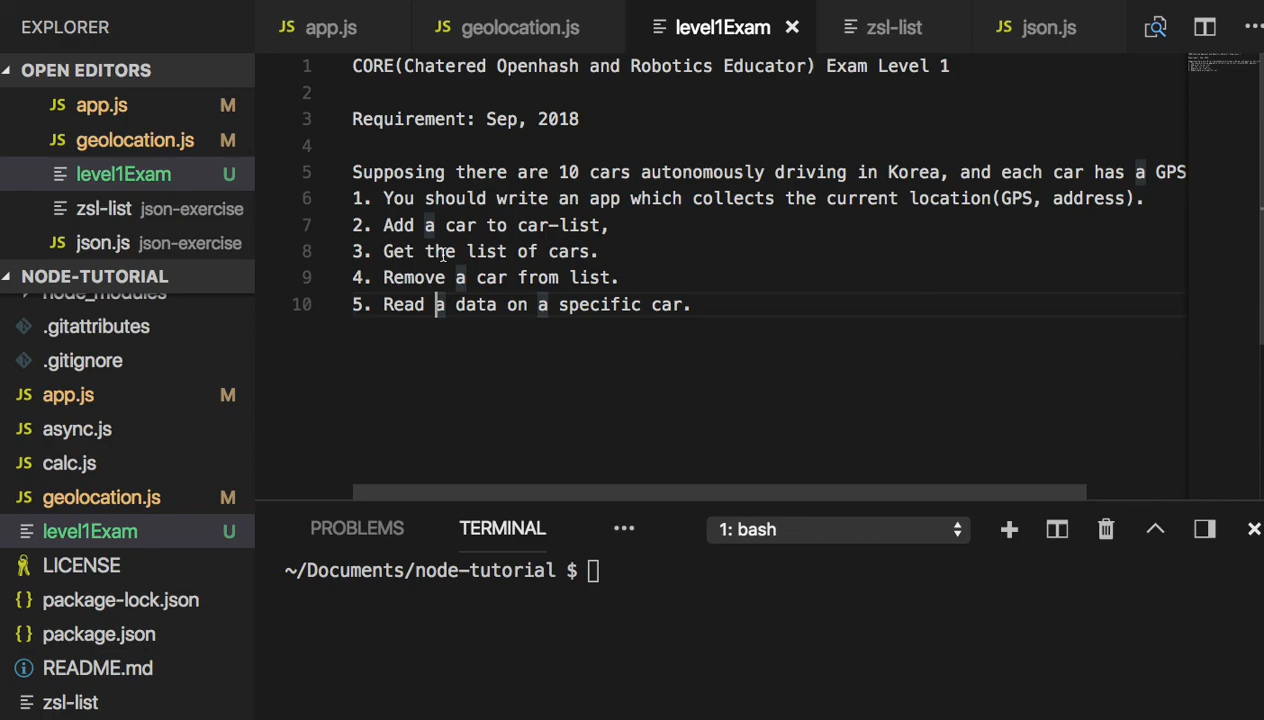 EXPLORER
JS app.js
JS geolocation.js
level1Exam
zsl-list
JS json.js
OPEN EDITORS
JS app.js M
JS geolocation.js M
level1Exam U
zsl-list json-exercise
JS json.js json-exercise
NODE-TUTORIAL
node_modules
.gitattributes
.gitignore
JS app.js M
JS async.js
JS calc.js
JS geolocation.js M
level1Exam U
LICENSE
{} package-lock.json
{} package.json
README.md
zsl-list
1 CORE(Chatered Openhash and Robotics Educator) Exam Level 1
2
3 Requirement: Sep, 2018
4
5 Supposing there are 10 cars autonomously driving in Korea, and each car has a GPS
6 1. You should write an app which collects the current location(GPS, address).
7 2. Add a car to car-list,
8 3. Get the list of cars.
9 4. Remove a car from list.
10 5. Read a data on a specific car.
PROBLEMS TERMINAL ••• 1: bash
~/Documents/node-tutorial $